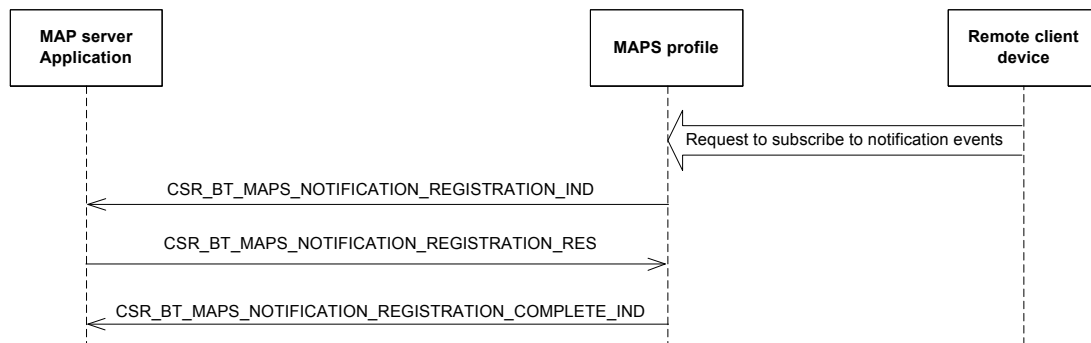 MAP server
Application
MAPS profile
Remote client
device
Request to subscribe to notification events
CSR_BT_MAPS_NOTIFICATION_REGISTRATION_IND
CSR_BT_MAPS_NOTIFICATION_REGISTRATION_RES
CSR_BT_MAPS_NOTIFICATION_REGISTRATION_COMPLETE_IND